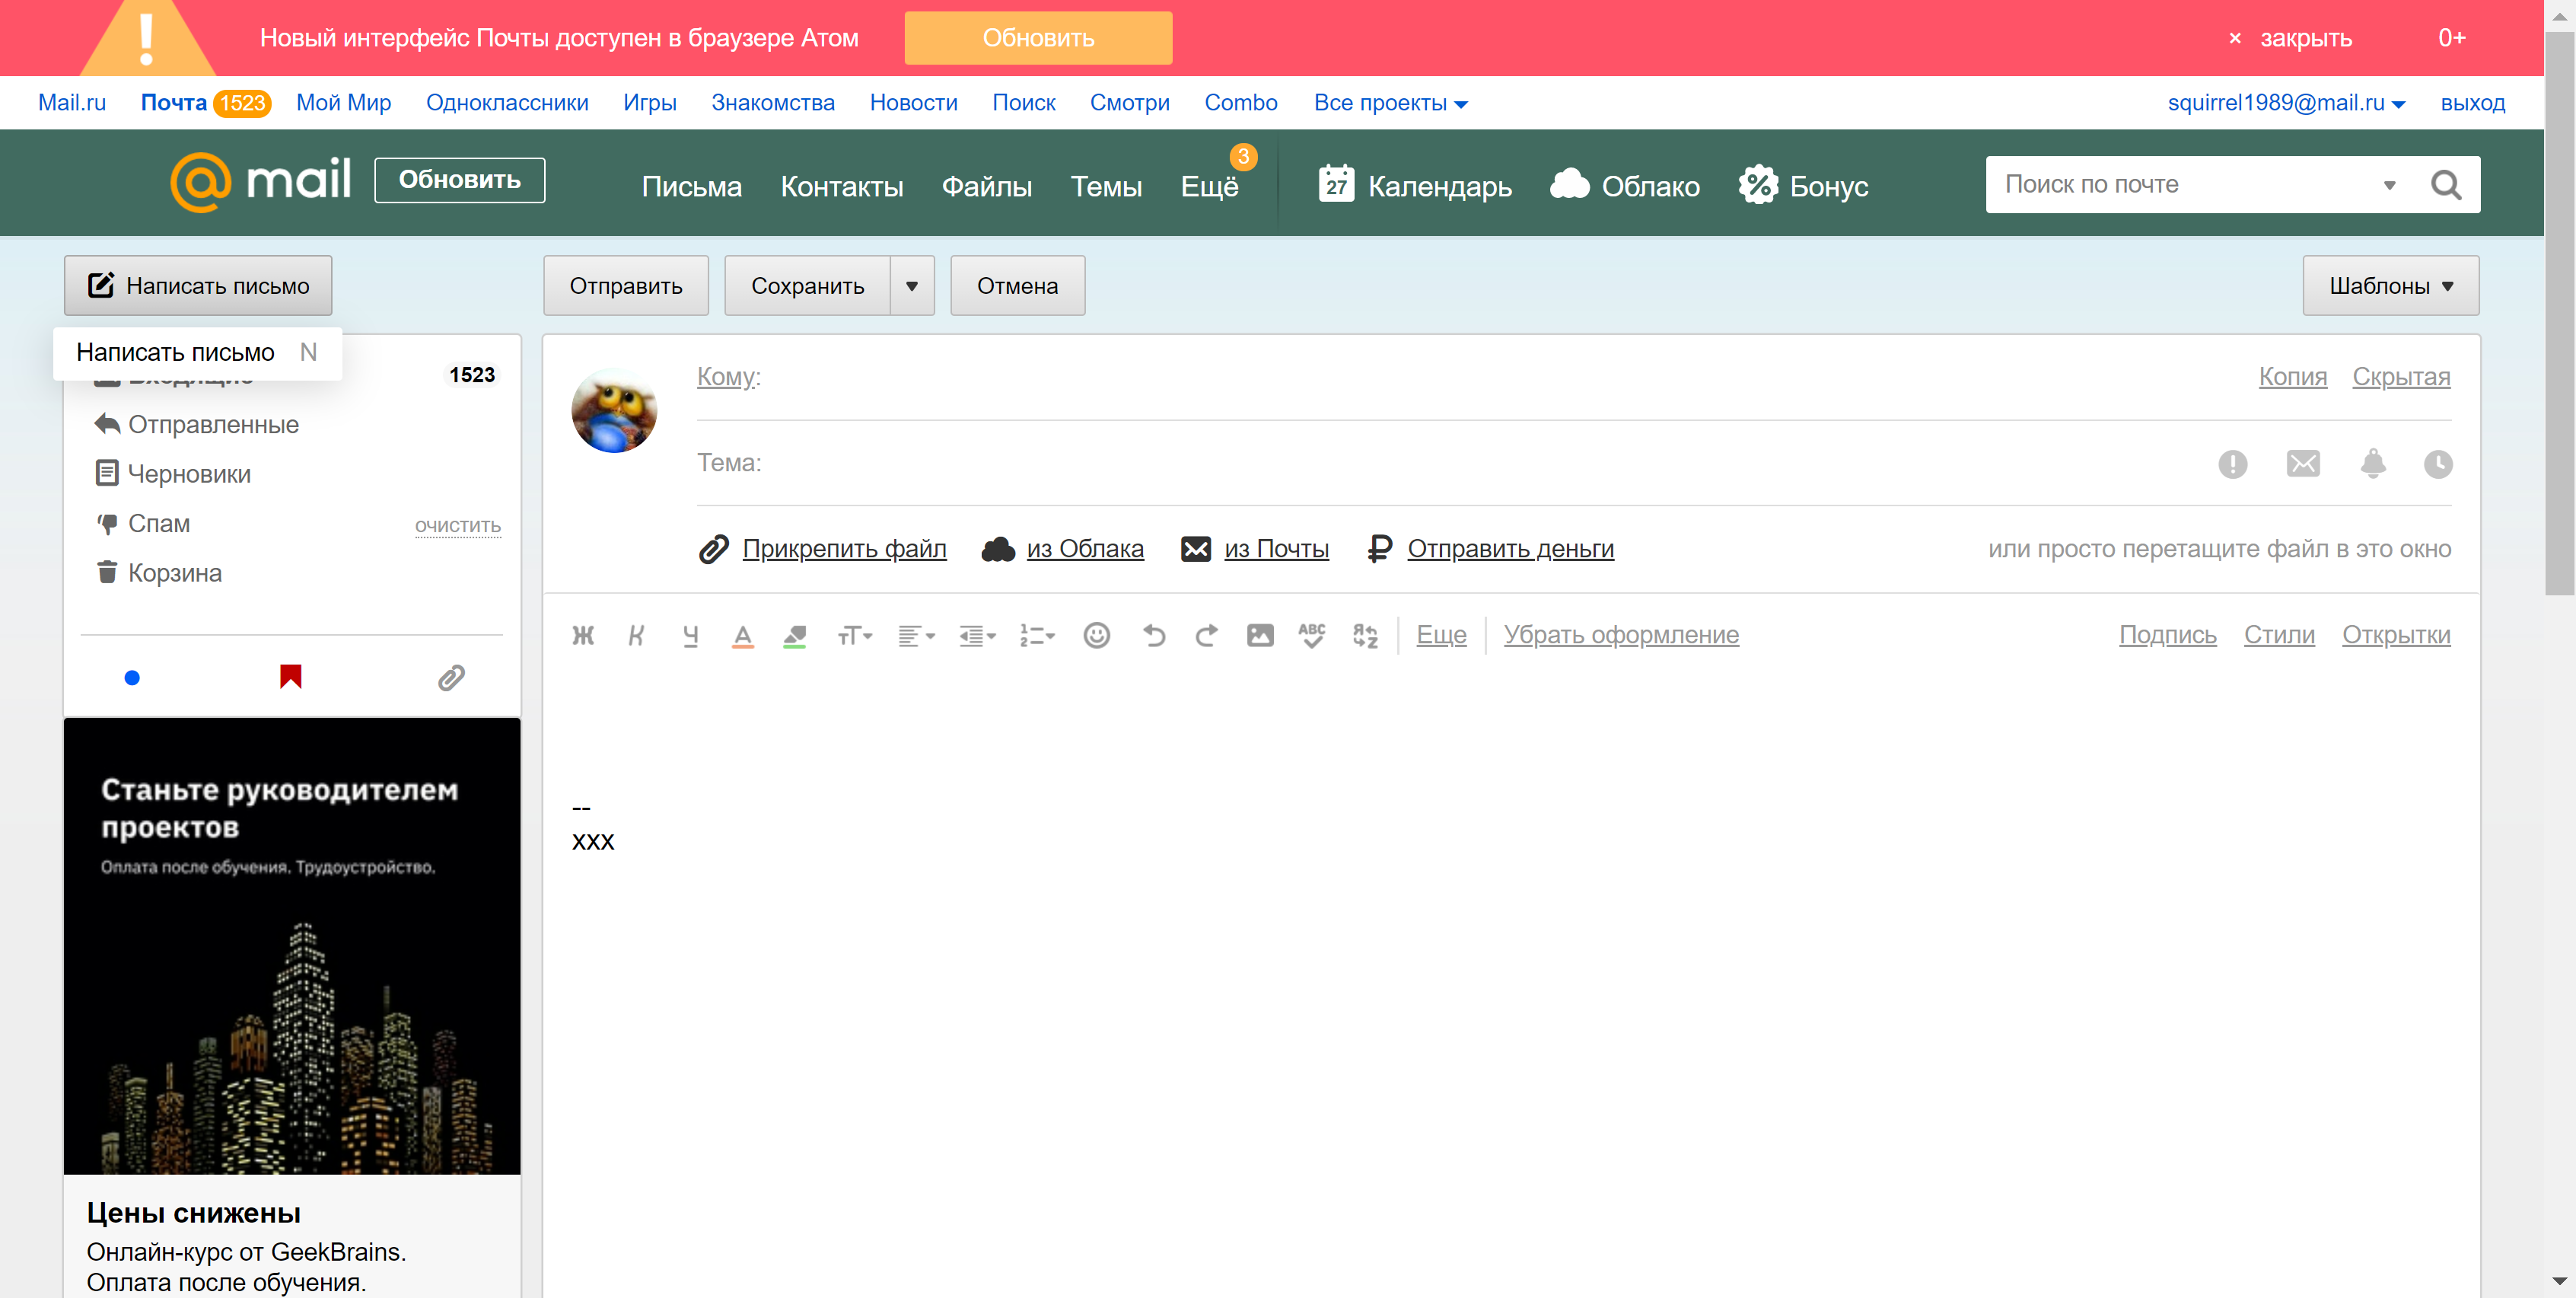 Новый интерфейс Почты доступен в браузере Атом Обновить × закрыть 0+
Mail.ru Почта 1523 Мой Мир Одноклассники Игры Знакомства Новости Поиск Смотри Combo Все проекты squirrel1989@mail.ru выход
@mail Обновить Письма Контакты Файлы Темы Ещё 3 27 Календарь Облако Бонус Поиск по почте
Написать письмо Отправить Сохранить Отмена Шаблоны
Написать письмо N
Входящие 1523
Отправленные
Черновики
Спам очистить
Корзина
Кому: Копия Скрытая
Тема:
Прикрепить файл из Облака из Почты Отправить деньги или просто перетащите файл в это окно
Ж К Ч А тТ ABC Еще Убрать оформление Подпись Стили Открытки
--
xxx
Станьте руководителем
проектов
Оплата после обучения. Трудоустройство.
Цены снижены
Онлайн-курс от GeekBrains.
Оплата после обучения.